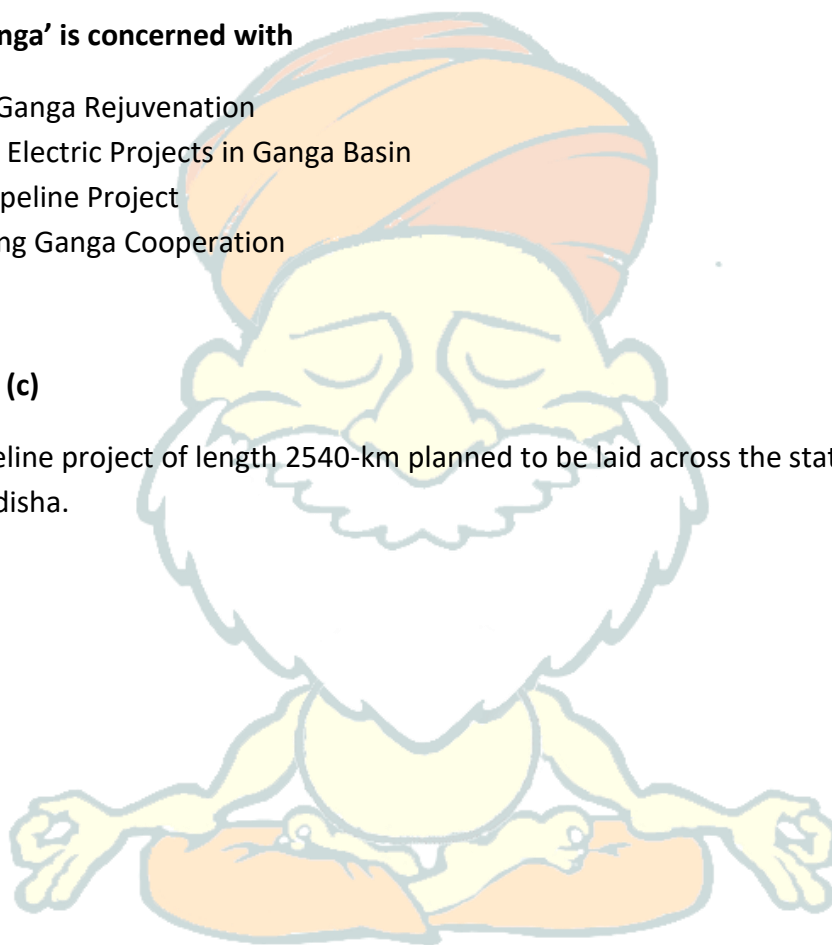 nga’ is concerned with
Ganga Rejuvenation
Electric Projects in Ganga Basin
peline Project
ng Ganga Cooperation
(c)
eline project of length 2540-km planned to be laid across the stat
disha.